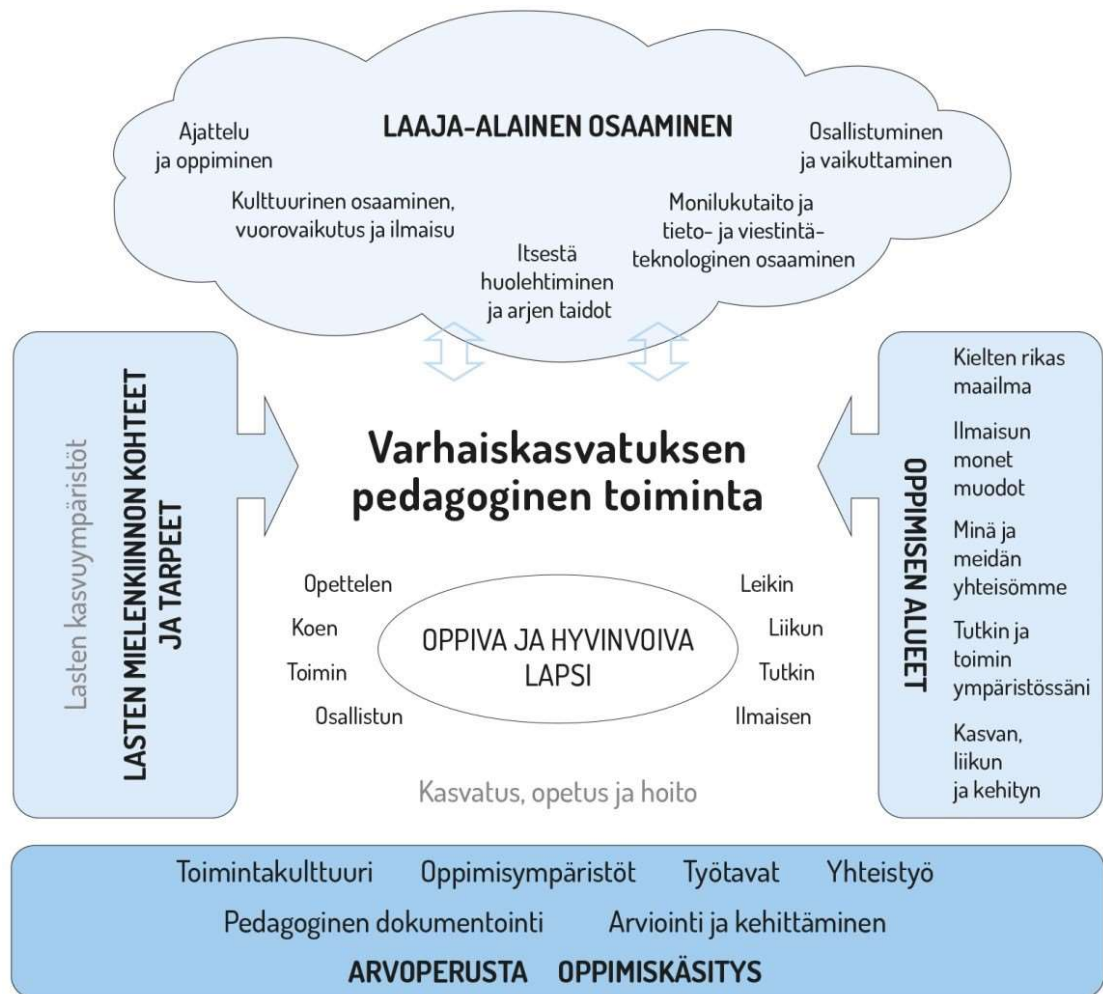 LAAJA-ALAINEN OSAAMINEN
Ajattelu
ja oppiminen
Kulttuurinen osaaminen,
vuorovaikutus ja ilmaisu
Itsestä
huolehtiminen
ja arjen taidot
Monilukutaito ja
tieto- ja viestintä-
teknologinen osaaminen
Osallistuminen
ja vaikuttaminen
Lasten kasvuympäristöt
LASTEN MIELENKIINNON KOHTEET
JA TARPEET
Varhaiskasvatuksen
pedagoginen toiminta
Opettelen
Koen
Toimin
Osallistun
OPPIVA JA HYVINVOIVA
LAPSI
Leikin
Liikun
Tutkin
Ilmaisen
Kasvatus, opetus ja hoito
OPPIMISEN ALUEET
Kielten rikas
maailma
Ilmaisun
monet
muodot
Minä ja
meidän
yhteisömme
Tutkin ja
toimin
ympäristössäni
Kasvan,
liikun
ja kehityn
Toimintakulttuuri Oppimisympäristöt Työtavat Yhteistyö
Pedagoginen dokumentointi Arviointi ja kehittäminen
ARVOPERUSTA OPPIMISKÄSITYS